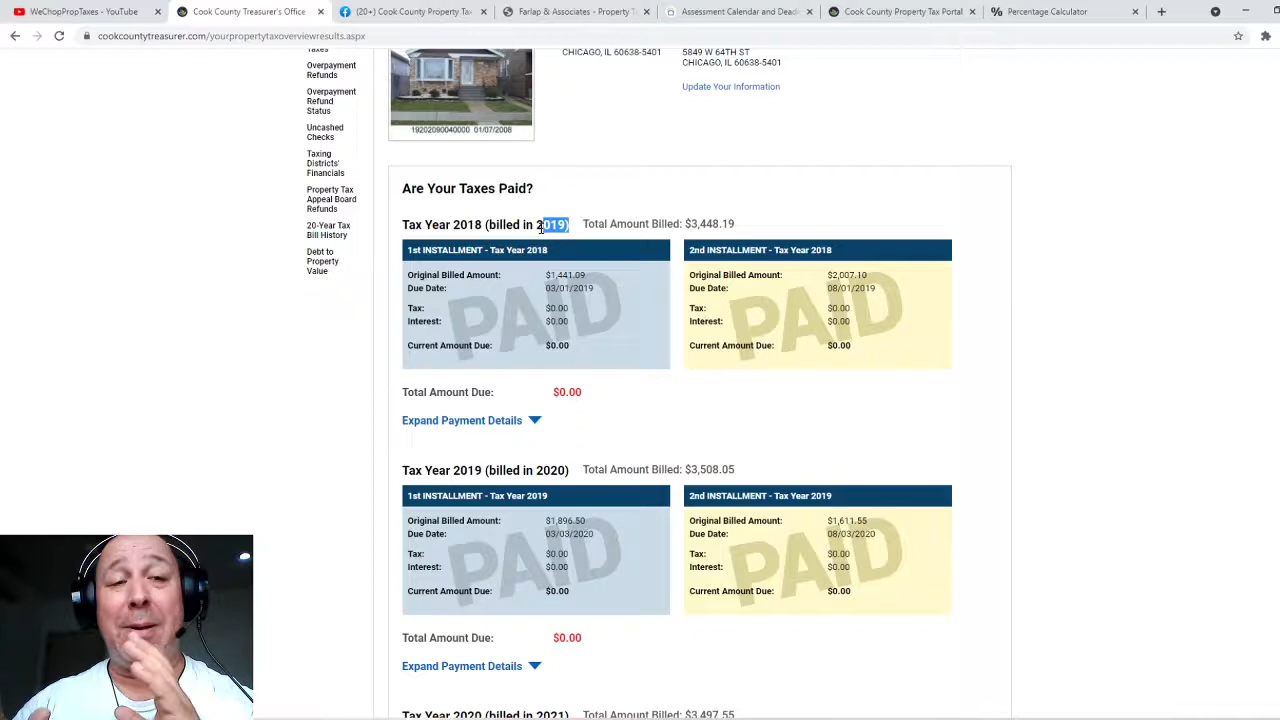 WeChopPropTaxes - YouTube
Cook County Treasurer's Office
(20+) Cook County Property Tax
Farlap & Associates - Property T
Assessment Calendar and Deadl
Cook County Property Tax Portal
Percentage Calculator
cookcountytreasurer.com/yourpropertytaxoverviewresults.aspx
Taxes
Overpayment
Refunds
Overpayment
Refund
Status
Uncashed
Checks
Taxing
Districts'
Financials
Property Tax
Appeal Board
Refunds
20-Year Tax
Bill History
Debt to
Property
Value
19202090040000 01/07/2008
CHICAGO, IL 60638-5401
5849 W 64TH ST
CHICAGO, IL 60638-5401
Update Your Information
Are Your Taxes Paid?
Tax Year 2018 (billed in 2019) Total Amount Billed: $3,448.19
1st INSTALLMENT - Tax Year 2018
Original Billed Amount: $1,441.09
Due Date: 03/01/2019
Tax: $0.00
Interest: $0.00
Current Amount Due: $0.00
PAID
2nd INSTALLMENT - Tax Year 2018
Original Billed Amount: $2,007.10
Due Date: 08/01/2019
Tax: $0.00
Interest: $0.00
Current Amount Due: $0.00
PAID
Total Amount Due: $0.00
Expand Payment Details
Tax Year 2019 (billed in 2020) Total Amount Billed: $3,508.05
1st INSTALLMENT - Tax Year 2019
Original Billed Amount: $1,896.50
Due Date: 03/03/2020
Tax: $0.00
Interest: $0.00
Current Amount Due: $0.00
PAID
2nd INSTALLMENT - Tax Year 2019
Original Billed Amount: $1,611.55
Due Date: 08/03/2020
Tax: $0.00
Interest: $0.00
Current Amount Due: $0.00
PAID
Total Amount Due: $0.00
Expand Payment Details
Tax Year 2020 (billed in 2021) Total Amount Billed: $3,497.55